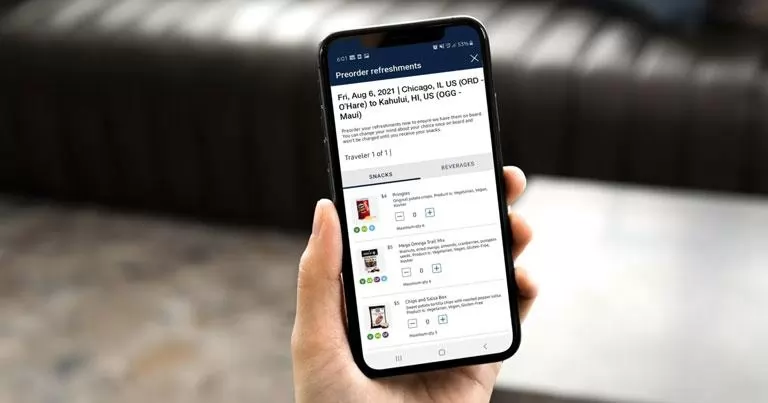 6:01
53%
Preorder refreshments
Fri, Aug 6, 2021 | Chicago, IL US (ORD -
O'Hare) to Kahului, HI, US (OGG -
Maui)
Preorder your refreshments now to ensure we have them on board.
You can change your mind about your choice once on board and
won't be charged until you receive your snacks.
Traveler 1 of 1
SNACKS
BEVERAGES
$4
Pringles
Original potato crisps. Product is: Vegetarian, Vegan,
Kosher
0
Maximum qty 5
$5
Mega Omega Trail Mix
Walnuts, dried mango, almonds, cranberries, pumpkin
seeds. Product is: Vegetarian, Vegan, Gluten-Free,
Kosher
0
Maximum qty
$5
Chips and Salsa Box
Sweet potato tortilla chips with roasted pepper salsa
Product is: Vegetarian, Vegan, Gluten-Free
0
Maximum qty 5